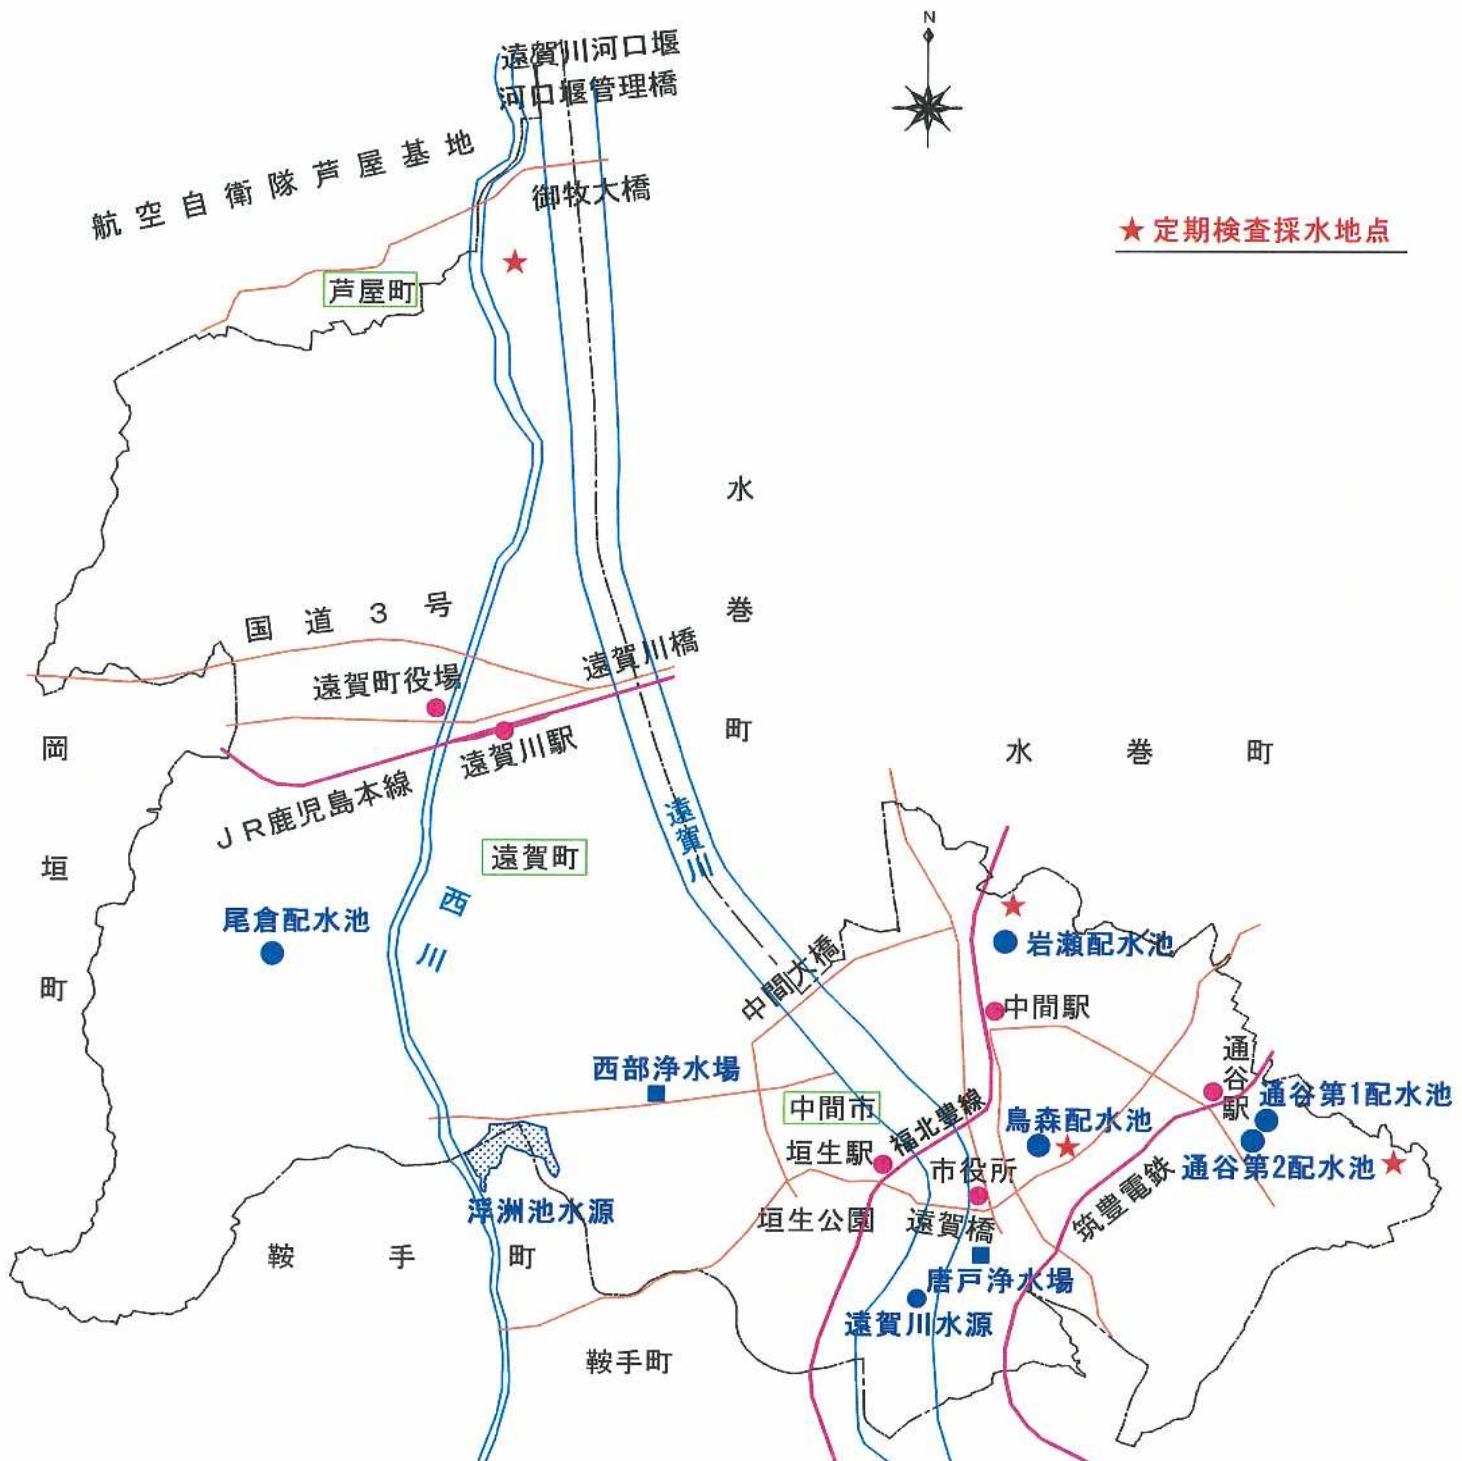 N
遠賀川河口堰
河口堰管理橋
航空自衛隊芦屋基地
御牧大橋
★定期検査採水地点
芦屋町
水巻町
国道3号
遠賀川橋
遠賀町役場
岡垣町
遠賀川駅
JR鹿児島本線
水巻町
遠賀川
遠賀町
西川
尾倉配水池
中間大橋
岩瀬配水池
中間駅
通谷駅
西部浄水場
中間市
福北豊線
鳥森配水池
通谷第1配水池
垣生駅
市役所
通谷第2配水池
浮洲池水源
垣生公園
遠賀橋
筑豊電鉄
鞍手町
唐戸浄水場
遠賀川水源
鞍手町